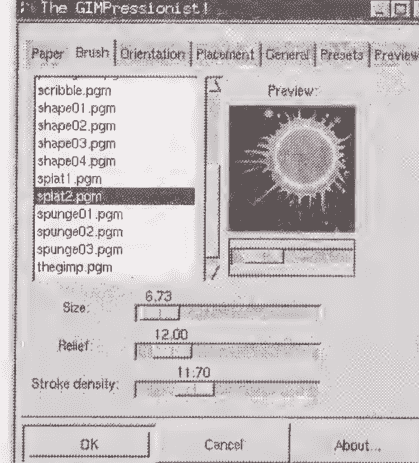 The GIMPressionist!
Paper Brush Orientation Placement General Presets Preview
scribble.pgm
shape01.pgm
shape02.pgm
shape03.pgm
shape04.pgm
splat1.pgm
splat2.pgm
spunge01.pgm
spunge02.pgm
spunge03.pgm
thegimp.pgm
Preview:
Size: 6,73
Relief: 12,00
Stroke density: 11:70
OK Cancel About...